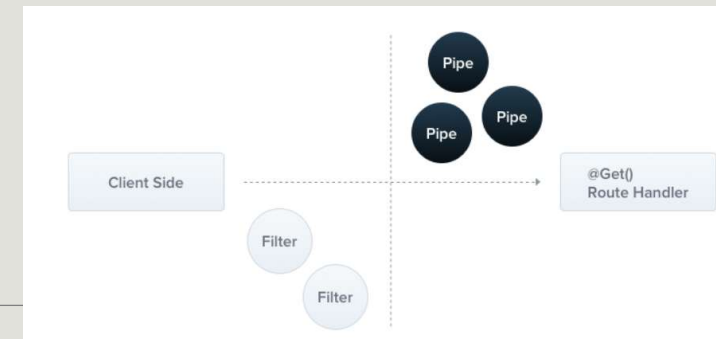 Pipe
Pipe
Pipe
Client Side
@Get()
Route Handler
Filter
Filter